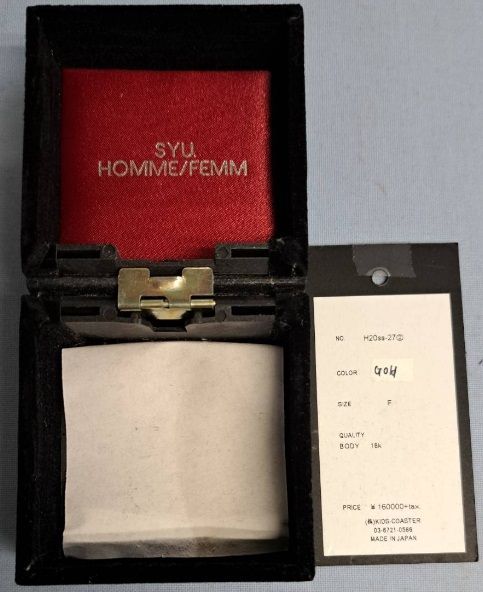 SYU.
HOMME/FEMM
NO. H20ss-27②
COLOR Gold
SIZE F
QUALITY
BODY 18k
PRICE ¥ 160000+tax
(株)KIDS-COASTER
03-6721-0566
MADE IN JAPAN